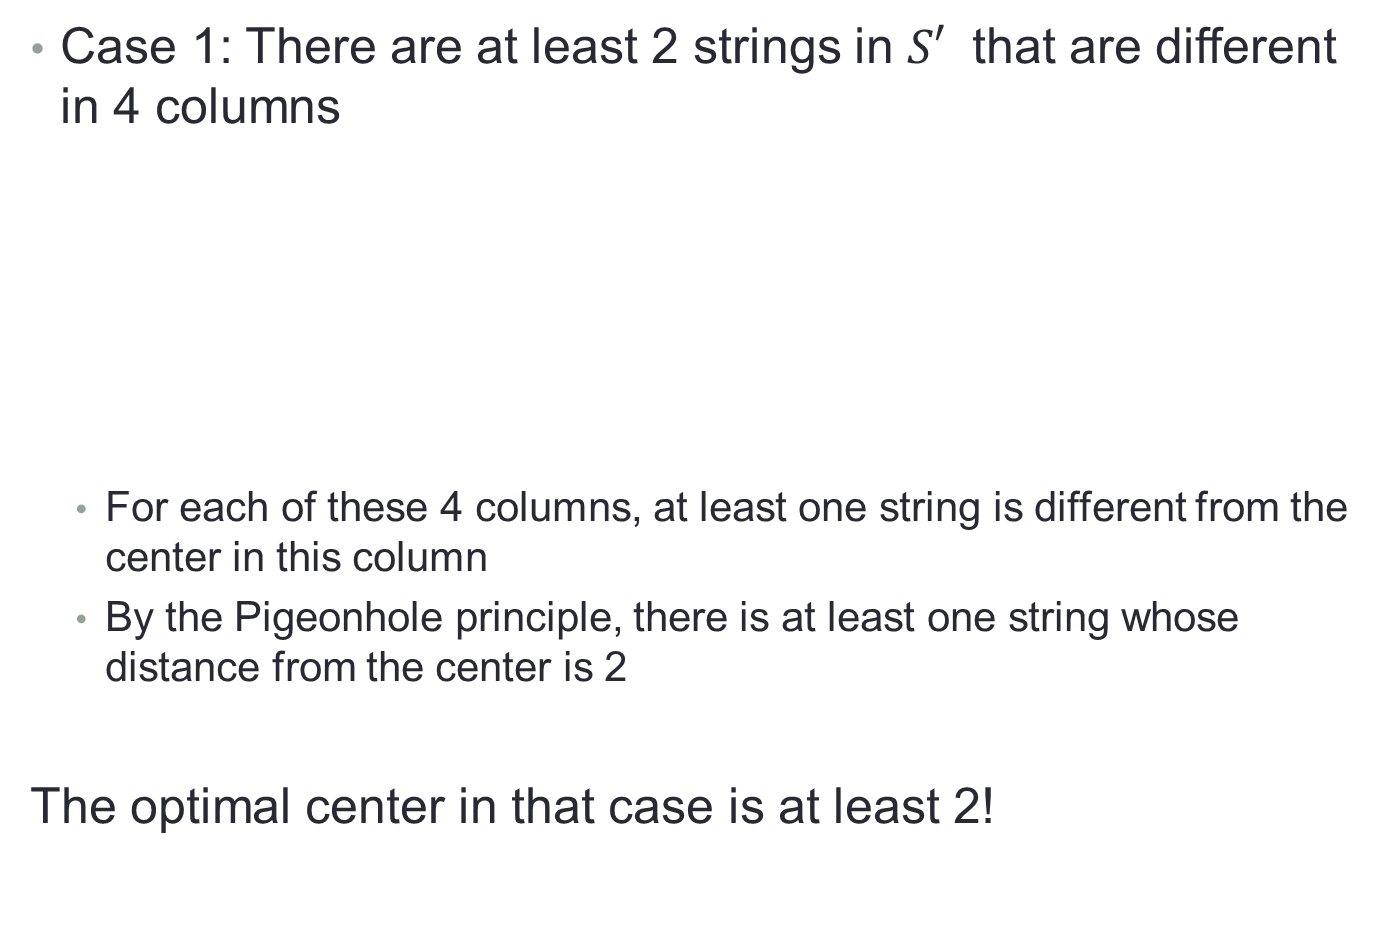 • Case 1: There are at least 2 strings in S′ that are different
in 4 columns
• For each of these 4 columns, at least one string is different from the
center in this column
• By the Pigeonhole principle, there is at least one string whose
distance from the center is 2
The optimal center in that case is at least 2!